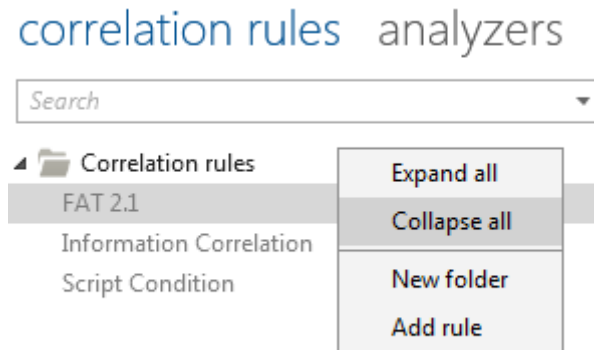 correlation rules analyzers
Search
Correlation rules
FAT 2.1
Information Correlation
Script Condition
Expand all
Collapse all
New folder
Add rule